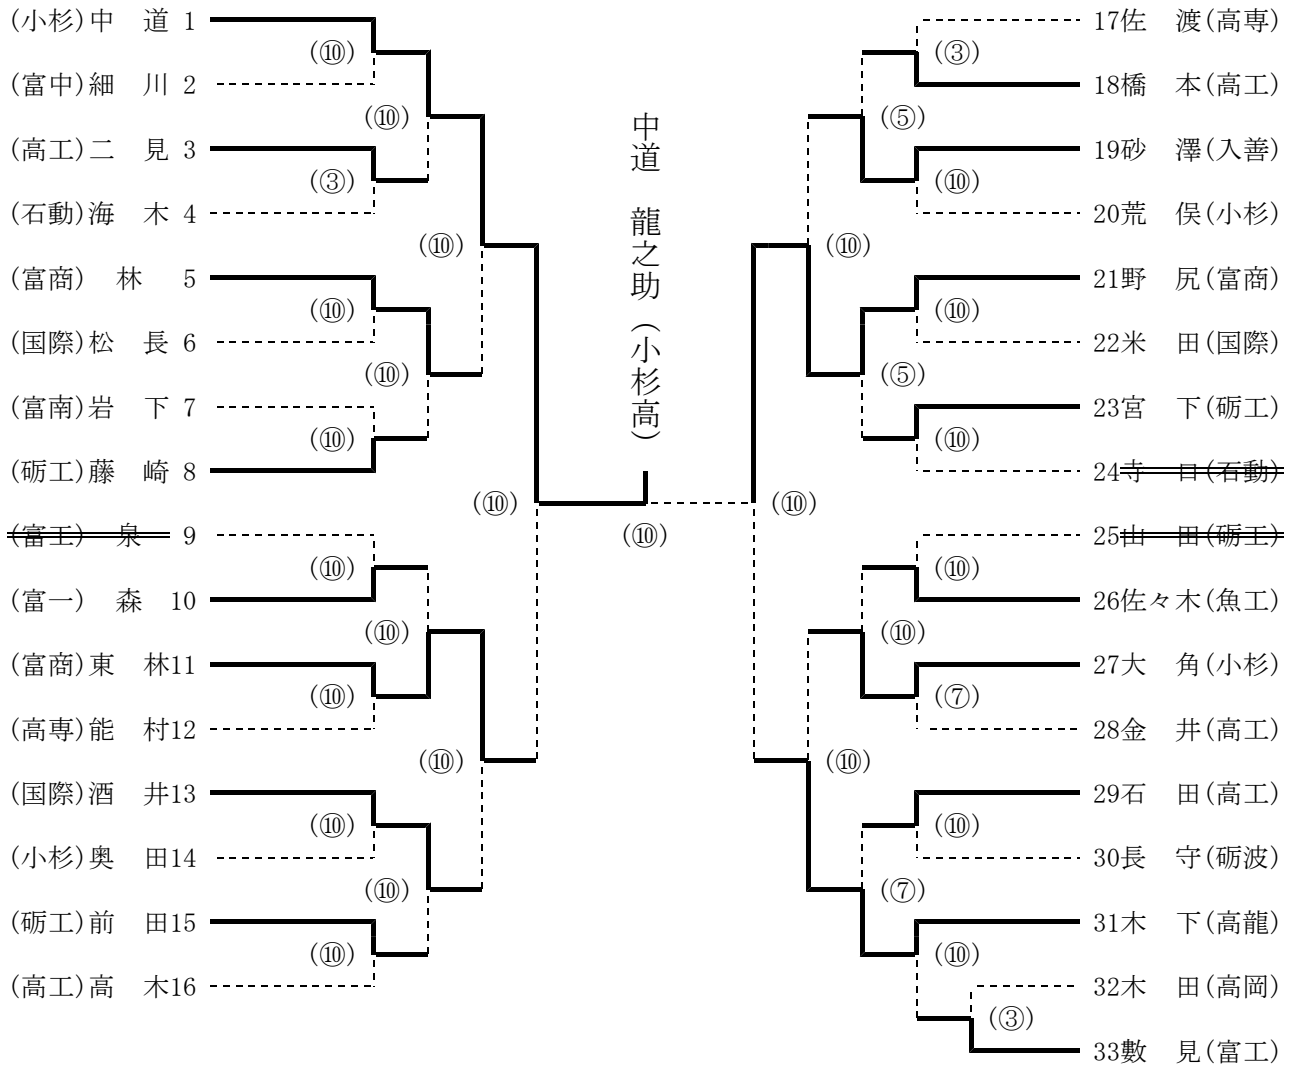 (小杉)中　道 1
(⑩)
(富中)細　川 2
(⑩)
(高工)二　見 3
(③)
(石動)海　木 4
(⑩)
(富商)　林　 5
(⑩)
(国際)松　長 6
(⑩)
(富南)岩　下 7
(⑩)
(砺工)藤　崎 8
(⑩)
(富工)　泉　 9
(⑩)
(富一)　森　10
(⑩)
(富商)東　林11
(⑩)
(高専)能　村12
(⑩)
(国際)酒　井13
(⑩)
(小杉)奥　田14
(⑩)
(砺工)前　田15
(⑩)
(高工)高　木16
中道　龍之助（小杉高）
(⑩)
17佐　渡(高専)
(③)
18橋　本(高工)
(⑤)
19砂　澤(入善)
(⑩)
20荒　俣(小杉)
(⑩)
21野　尻(富商)
(⑩)
22米　田(国際)
(⑤)
23宮　下(砺工)
(⑩)
24寺　口(石動)
(⑩)
25山　田(砺工)
(⑩)
26佐々木(魚工)
(⑩)
27大　角(小杉)
(⑦)
28金　井(高工)
(⑩)
29石　田(高工)
(⑩)
30長　守(砺波)
(⑦)
31木　下(高龍)
(⑩)
32木　田(高岡)
(③)
33數　見(富工)